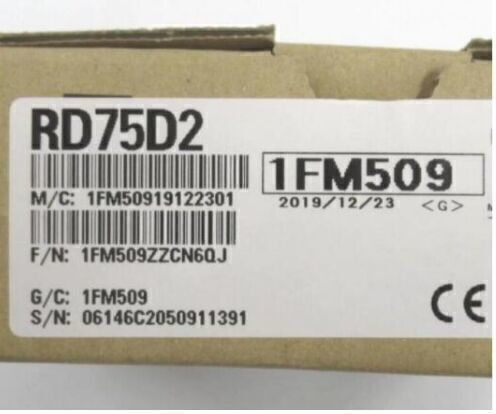 RD75D2
M/C: 1FM50919122301
1FM509
2019/12/23 <G>
F/N: 1FM509ZZCN6QJ
G/C: 1FM509
S/N: 06146C2050911391
CE